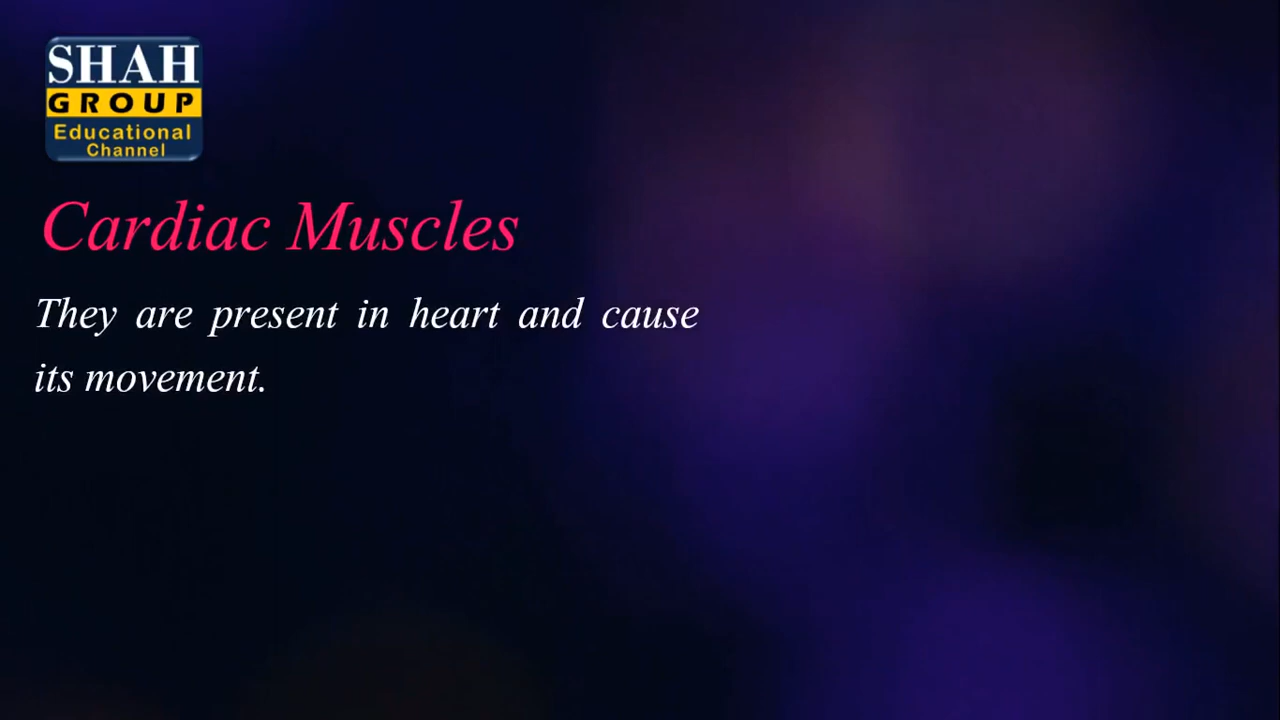 SHAH
GROUP
Educational
Channel
Cardiac Muscles
They are present in heart and cause
its movement.